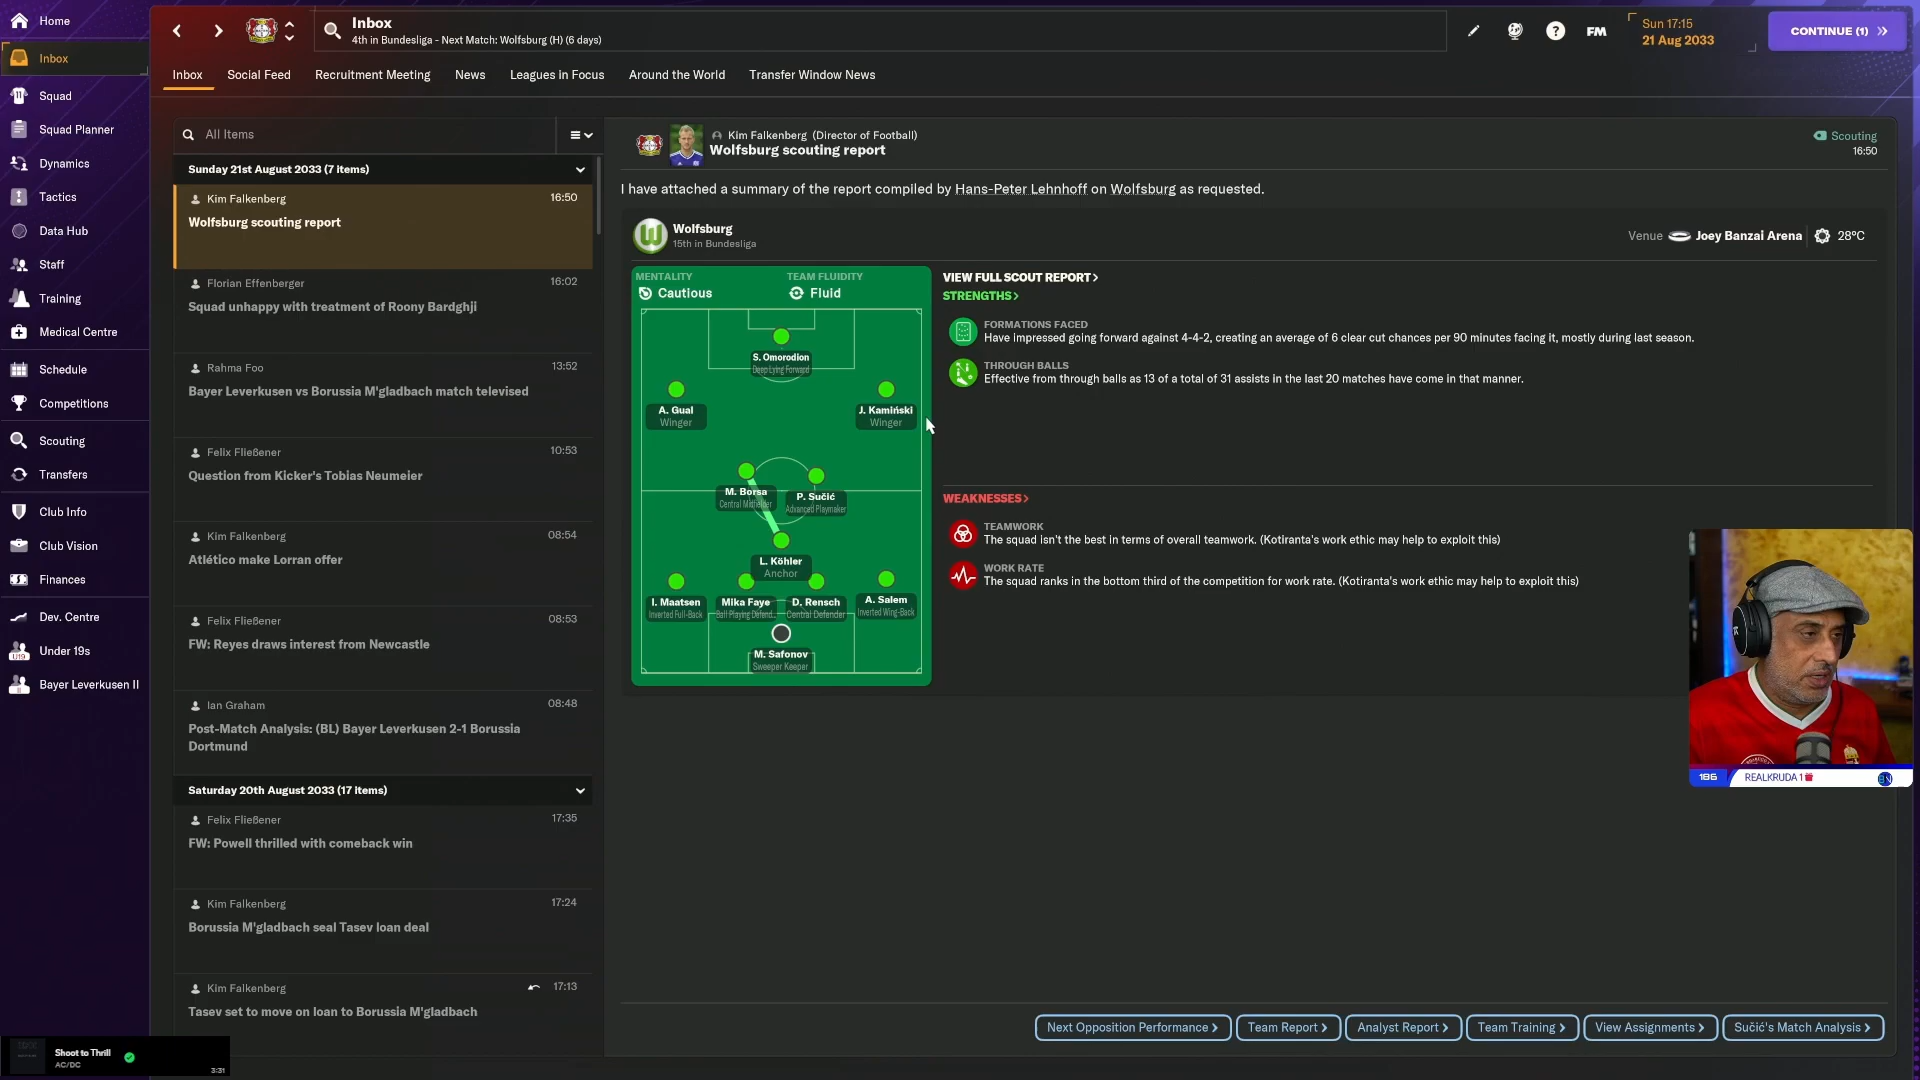 Home
Inbox
Squad
Squad Planner
Dynamics
Tactics
Data Hub
Staff
Training
Medical Centre
Schedule
Competitions
Scouting
Transfers
Club Info
Club Vision
Finances
Dev. Centre
Under 19s
Bayer Leverkusen II
Inbox
4th in Bundesliga - Next Match: Wolfsburg (H) (6 days)
FM
Sun 17:15
21 Aug 2033
CONTINUE (1)
Inbox Social Feed Recruitment Meeting News Leagues in Focus Around the World Transfer Window News
All Items
Sunday 21st August 2033 (7 Items)
Kim Falkenberg 16:50
Wolfsburg scouting report
Florian Effenberger 16:02
Squad unhappy with treatment of Roony Bardghji
Rahma Foo 13:52
Bayer Leverkusen vs Borussia M'gladbach match televised
Felix Fließener 10:53
Question from Kicker's Tobias Neumeier
Kim Falkenberg 08:54
Atlético make Lorran offer
Felix Fließener 08:53
FW: Reyes draws interest from Newcastle
Ian Graham 08:48
Post-Match Analysis: (BL) Bayer Leverkusen 2-1 Borussia
Dortmund
Saturday 20th August 2033 (17 Items)
Felix Fließener 17:35
FW: Powell thrilled with comeback win
Kim Falkenberg 17:24
Borussia M'gladbach seal Tasev loan deal
Kim Falkenberg 17:13
Tasev set to move on loan to Borussia M'gladbach
Kim Falkenberg (Director of Football)
Wolfsburg scouting report
Scouting
16:50
I have attached a summary of the report compiled by Hans-Peter Lehnhoff on Wolfsburg as requested.
Wolfsburg
15th in Bundesliga
Venue Joey Banzai Arena 28°C
MENTALITY TEAM FLUIDITY
Cautious Fluid
S. Omorodion
Deep Lying Forward
A. Gual
Winger
J. Kamiński
Winger
M. Borsa
Central Midfielder
P. Sučić
Advanced Playmaker
L. Köhler
Anchor
I. Maatsen
Inverted Full-Back
Mika Faye
Ball Playing Defend...
D. Rensch
Central Defender
A. Salem
Inverted Wing-Back
M. Safonov
Sweeper Keeper
VIEW FULL SCOUT REPORT
STRENGTHS
FORMATIONS FACED
Have impressed going forward against 4-4-2, creating an average of 6 clear cut chances per 90 minutes facing it, mostly during last season.
THROUGH BALLS
Effective from through balls as 13 of a total of 31 assists in the last 20 matches have come in that manner.
WEAKNESSES
TEAMWORK
The squad isn't the best in terms of overall teamwork. (Kotiranta's work ethic may help to exploit this)
WORK RATE
The squad ranks in the bottom third of the competition for work rate. (Kotiranta's work ethic may help to exploit this)
186 REALKRUDA 1
Next Opposition Performance Team Report Analyst Report Team Training View Assignments Sučić's Match Analysis
Shoot to Thrill
AC/DC
3:31